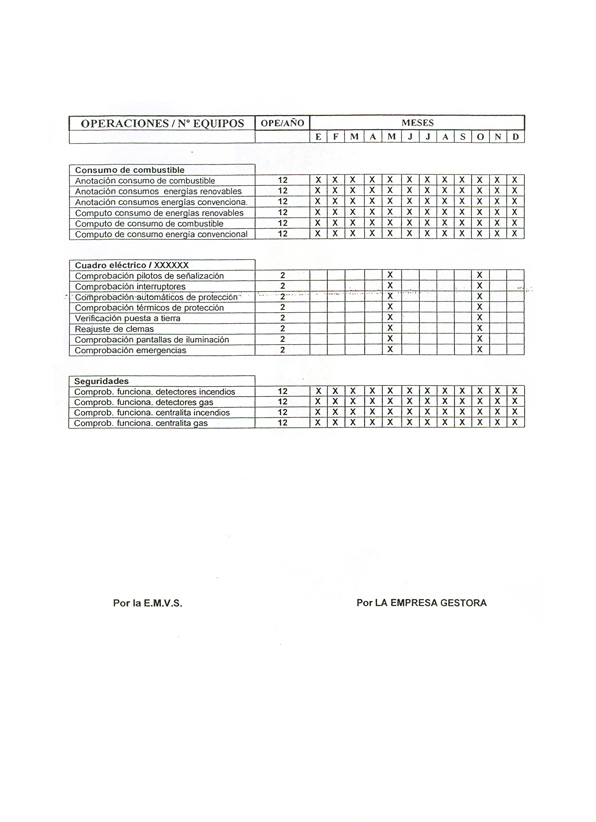 OPERACIONES / Nº EQUIPOS OPE/AÑO MESES
E F M A M J J A S O N D
Consumo de combustible
Anotación consumo de combustible 12 X X X X X X X X X X X X
Anotación consumos energías renovables 12 X X X X X X X X X X X X
Anotación consumos energías convenciona. 12 X X X X X X X X X X X X
Computo consumo de energías renovables 12 X X X X X X X X X X X X
Computo de consumo de combustible 12 X X X X X X X X X X X X
Computo de consumo energía convencional 12 X X X X X X X X X X X X
Cuadro eléctrico / XXXXXX
Comprobación pilotos de señalización 2 X X
Comprobación interruptores 2 X X
Comprobación automáticos de protección 2 X X
Comprobación térmicos de protección 2 X X
Verificación puesta a tierra 2 X X
Reajuste de clemas 2 X X
Comprobación pantallas de iluminación 2 X X
Comprobación emergencias 2 X X
Seguridades
Comprob. funciona. detectores incendios 12 X X X X X X X X X X X X
Comprob. funciona. detectores gas 12 X X X X X X X X X X X X
Comprob. funciona. centralita incendios 12 X X X X X X X X X X X X
Comprob. funciona. centralita gas 12 X X X X X X X X X X X X
Por la E.M.V.S. Por LA EMPRESA GESTORA